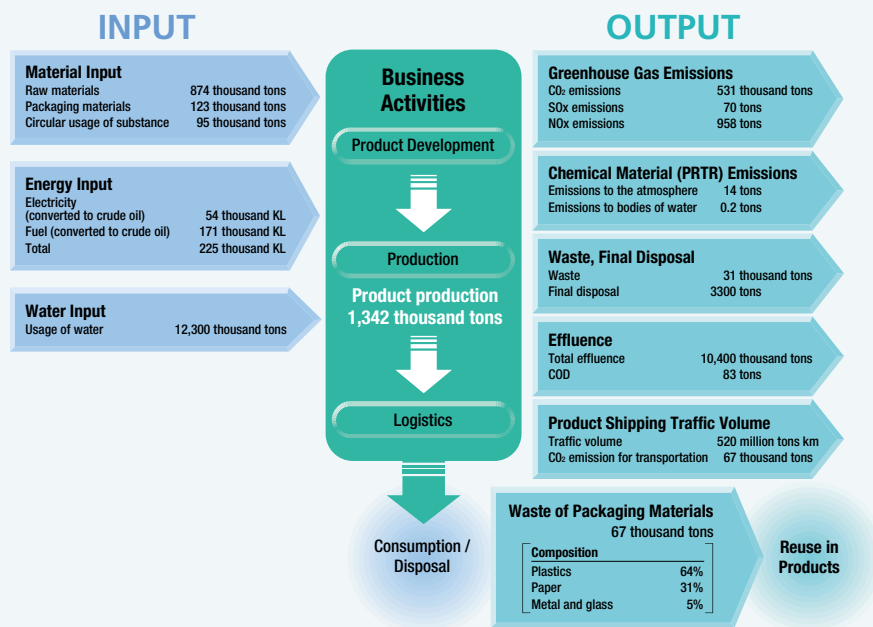 INPUT
Material Input
Raw materials 874 thousand tons
Packaging materials 123 thousand tons
Circular usage of substance 95 thousand tons
Energy Input
Electricity
(converted to crude oil) 54 thousand KL
Fuel (converted to crude oil) 171 thousand KL
Total 225 thousand KL
Water Input
Usage of water 12,300 thousand tons
Business
Activities
Product Development
Production
Product production
1,342 thousand tons
Logistics
Consumption /
Disposal
OUTPUT
Greenhouse Gas Emissions
CO₂ emissions 531 thousand tons
SOx emissions 70 tons
NOx emissions 958 tons
Chemical Material (PRTR) Emissions
Emissions to the atmosphere 14 tons
Emissions to bodies of water 0.2 tons
Waste, Final Disposal
Waste 31 thousand tons
Final disposal 3300 tons
Effluence
Total effluence 10,400 thousand tons
COD 83 tons
Product Shipping Traffic Volume
Traffic volume 520 million tons km
CO₂ emission for transportation 67 thousand tons
Waste of Packaging Materials
67 thousand tons
Composition
Plastics 64%
Paper 31%
Metal and glass 5%
Reuse in
Products